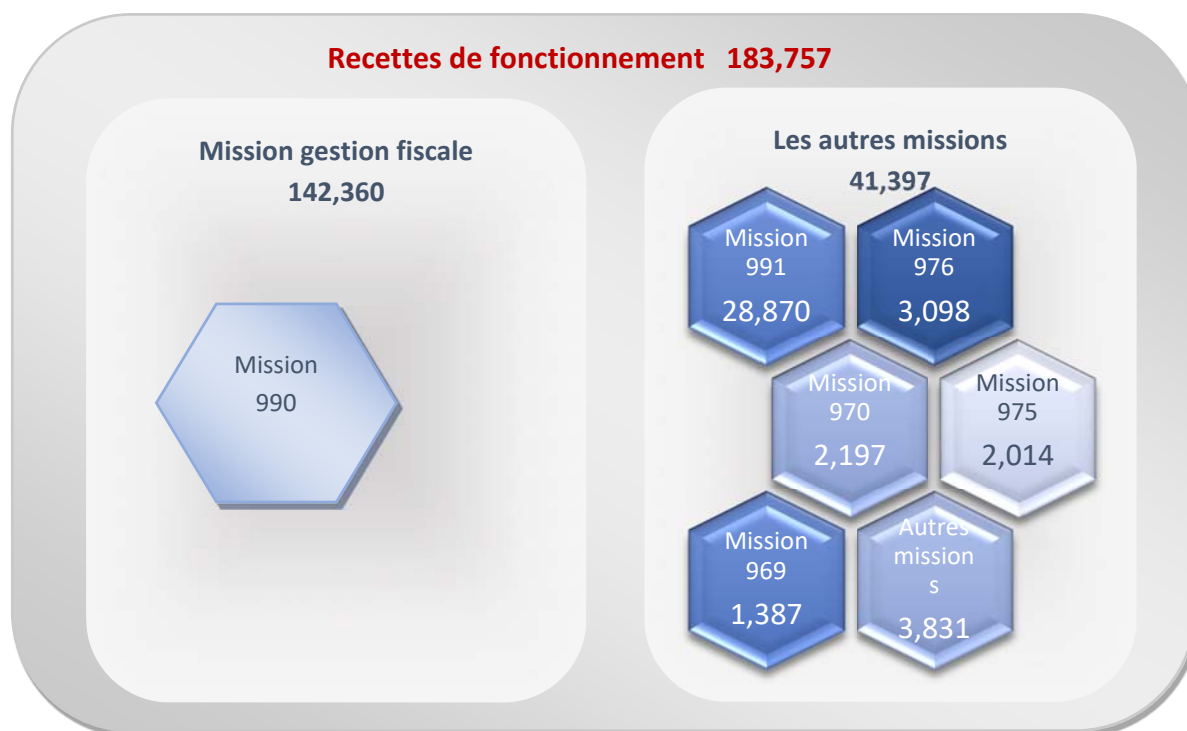 Recettes de fonctionnement 183,757
Mission gestion fiscale
142,360
Mission
990
Les autres missions
41,397
Mission
991
28,870
Mission
976
3,098
Mission
970
2,197
Mission
975
2,014
Mission
969
1,387
Autres
mission
s
3,831